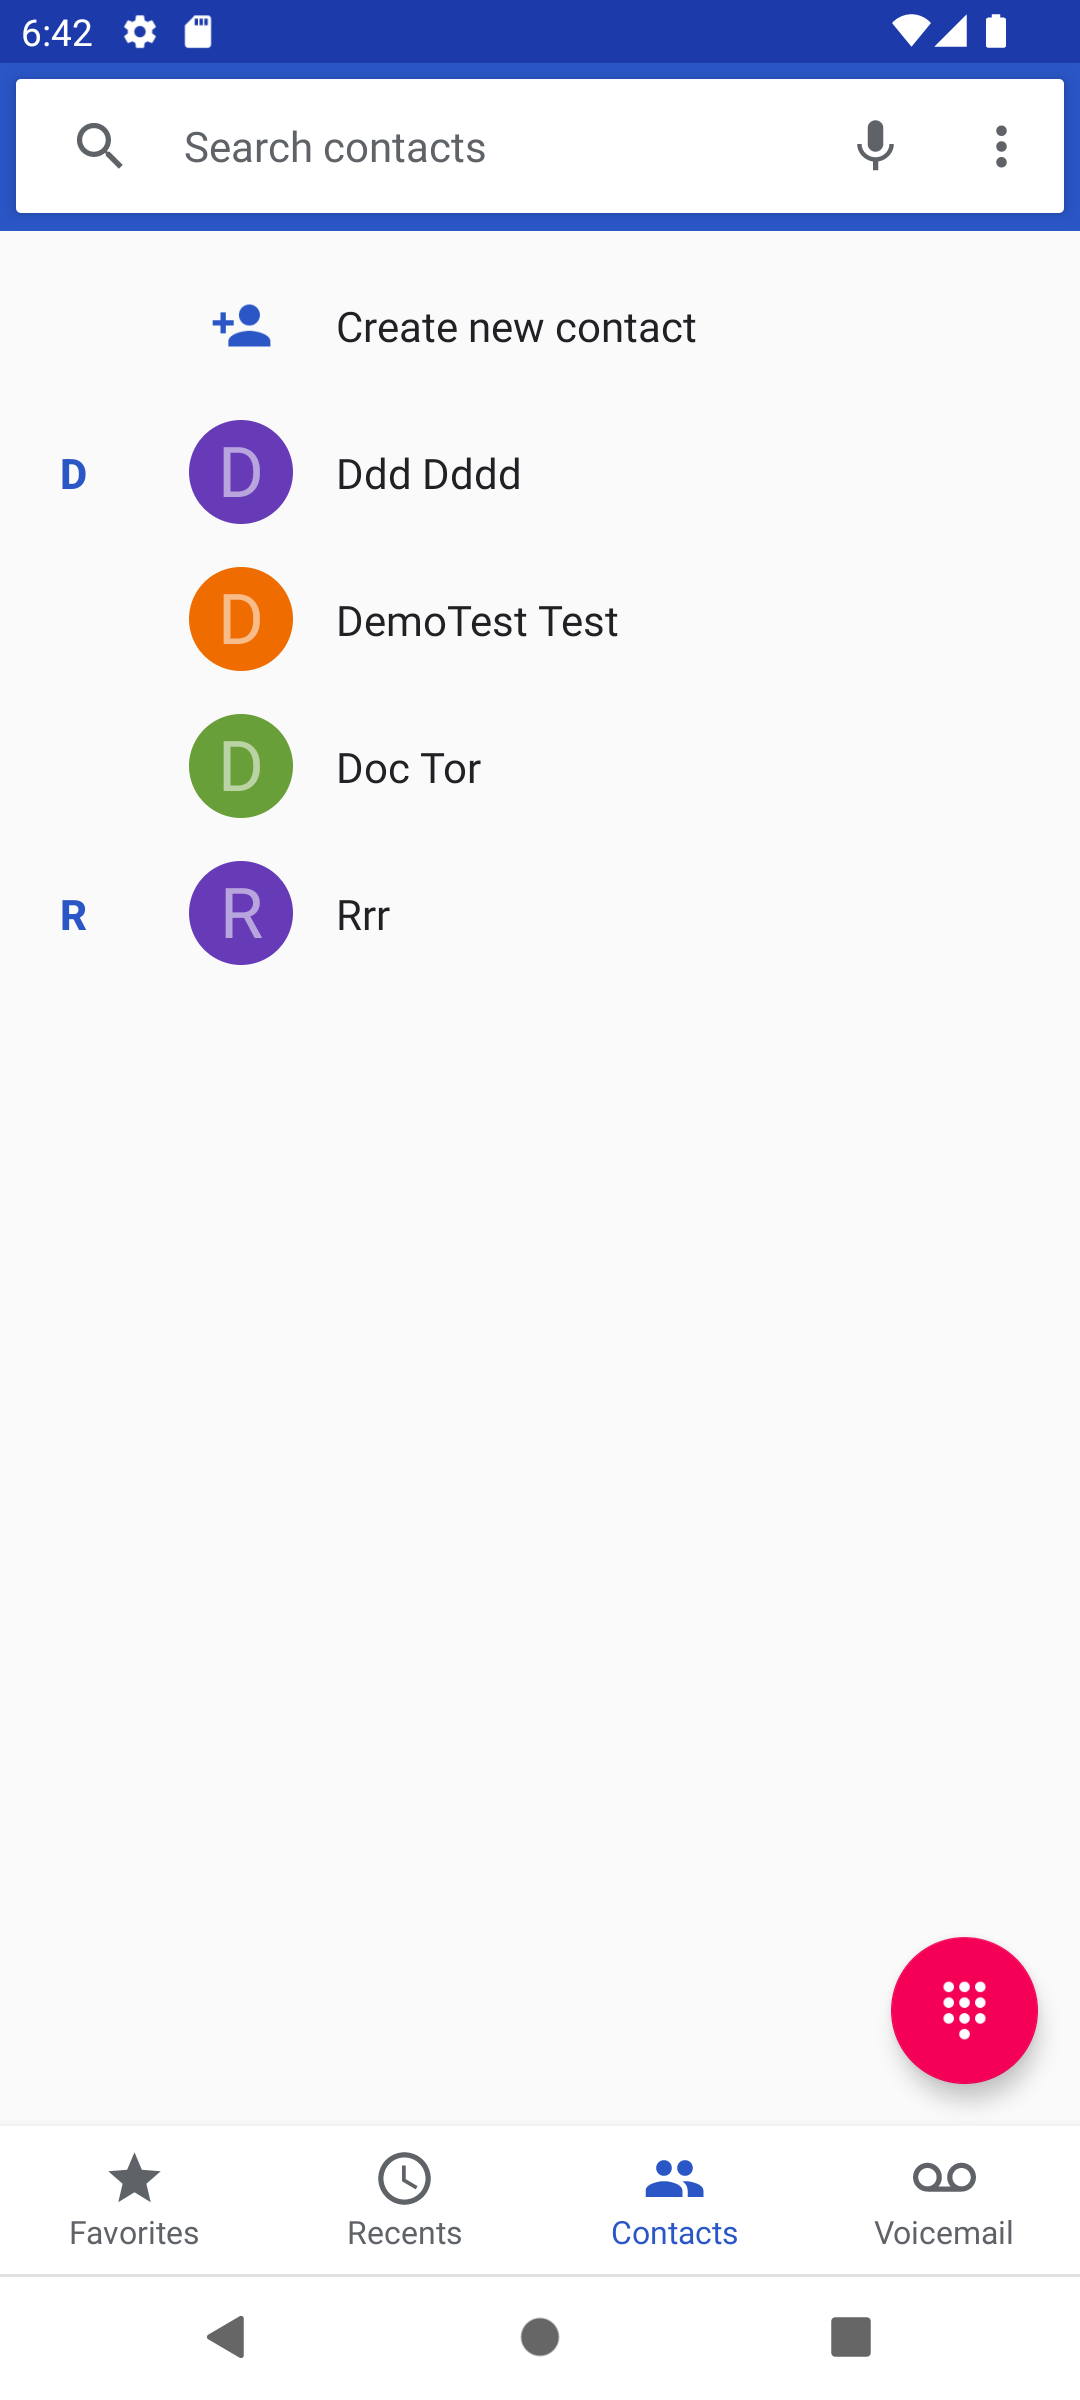 6:42
Search contacts
Create new contact
D
D
Ddd Dddd
D
DemoTest Test
D
Doc Tor
R
R
Rrr
Favorites
Recents
Contacts
Voicemail